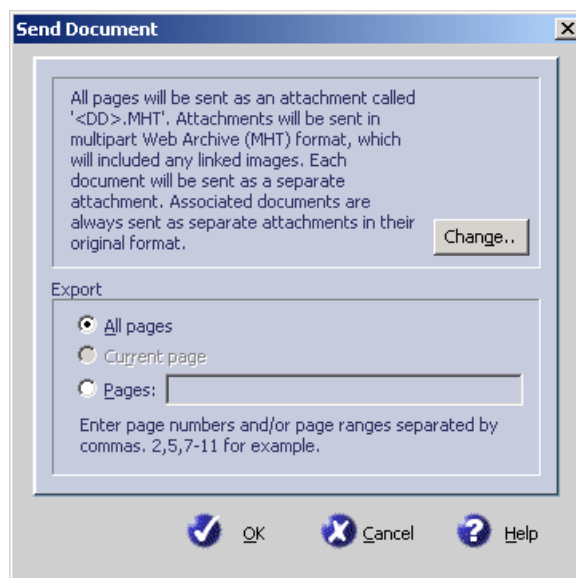 Send Document
All pages will be sent as an attachment called
'<DD>.MHT'. Attachments will be sent in
multipart Web Archive (MHT) format, which
will included any linked images. Each
document will be sent as a separate
attachment. Associated documents are
always sent as separate attachments in their
original format.
Change..
Export
All pages
Current page
Pages:
Enter page numbers and/or page ranges separated by
commas. 2,5,7-11 for example.
OK Cancel Help